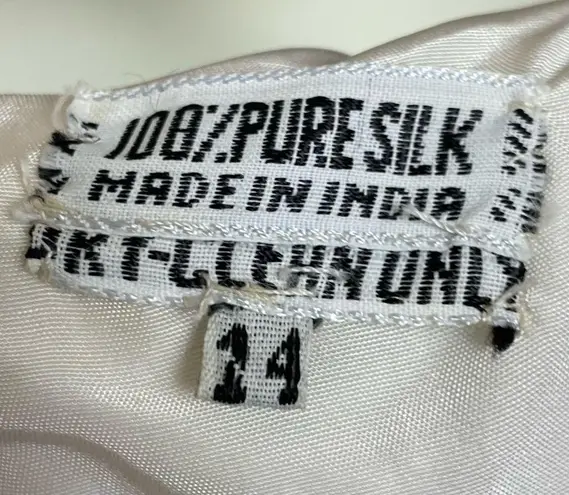 100% PURE SILK
MADE IN INDIA
DRY-CLEAN ONLY
14